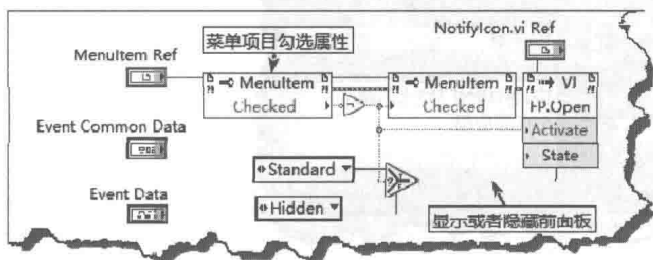 NotifyIcon.vi Ref
菜单项目勾选属性
MenuItem Ref
MenuItem
Checked
MenuItem
Checked
VI
FP.Open
Activate
State
Event Common Data
Standard
Hidden
Event Data
显示或者隐藏前面板